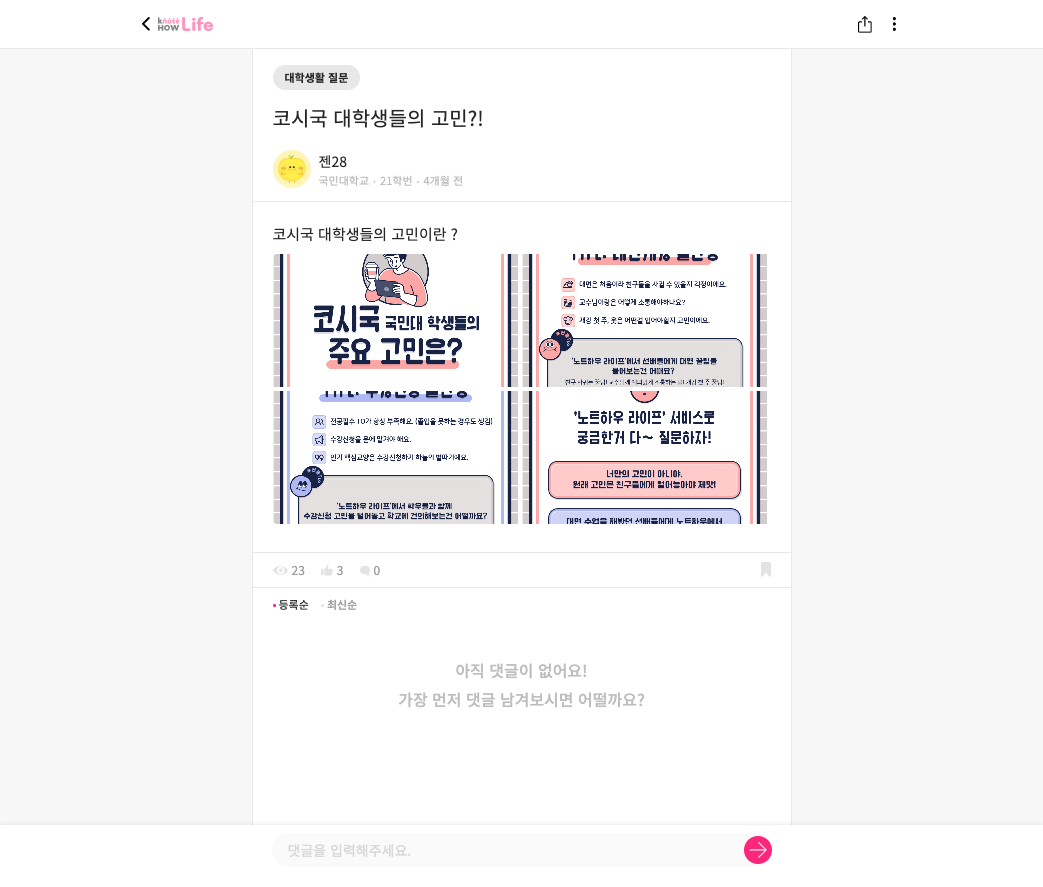 knote
HOW Life
대학생활 질문
코시국 대학생들의 고민?!
젠28
국민대학교 · 21학번 · 4개월 전
코시국 대학생들의 고민이란 ?
코시국 국민대 학생들의
주요 고민은?
대면은 처음이라 친구들을 사귈 수 있을지 걱정이에요.
교수님이랑은 어떻게 소통해야하나요?
개강 첫 주, 옷은 어떤걸 입어야할지 고민이에요.
'노트하우 라이프'에서 선배들에게 대면 꿀팁을
물어보는건 어때요?
전공필수 TO가 항상 부족해요. (졸업을 못하는 경우도 생김)
수강신청을 운에 맡겨야 해요.
인기 핵심교양은 수강신청하기 하늘의 별따기에요.
'노트하우 라이프'에서 학우들과 함께
수강신청 고민을 털어놓고 학교에 건의해보는건 어떨까요?
'노트하우 라이프' 서비스로
궁금한거 다~ 질문하자!
너만의 고민이 아니야.
원래 고민은 친구들에게 털어놓아야 제맛!
대면 수업을 해봤던 선배들에게 노트하우에서
23 3 0
등록순 최신순
아직 댓글이 없어요!
가장 먼저 댓글 남겨보시면 어떨까요?
댓글을 입력해주세요.